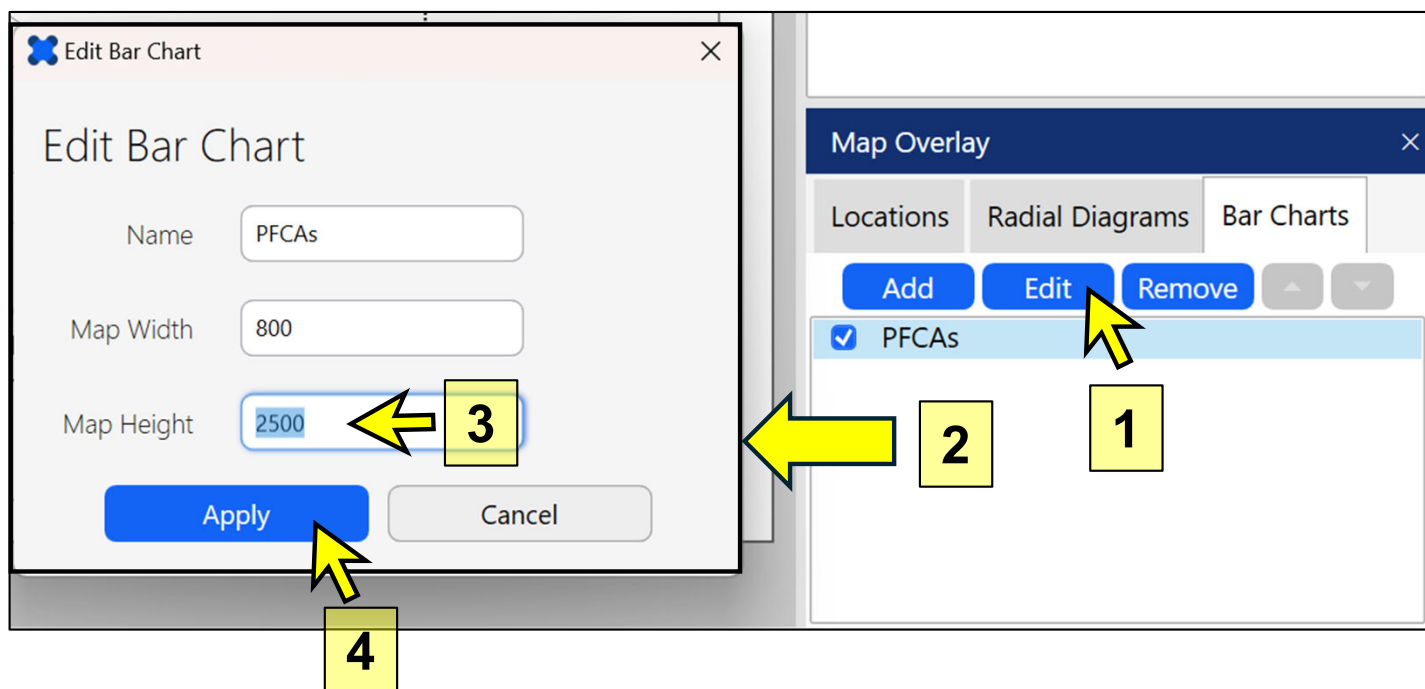 Edit Bar Chart
Edit Bar Chart
Name PFCAs
Map Width 800
Map Height 2500
3
Apply Cancel
4
Map Overlay
Locations Radial Diagrams Bar Charts
Add Edit Remove
PFCAs
1
2